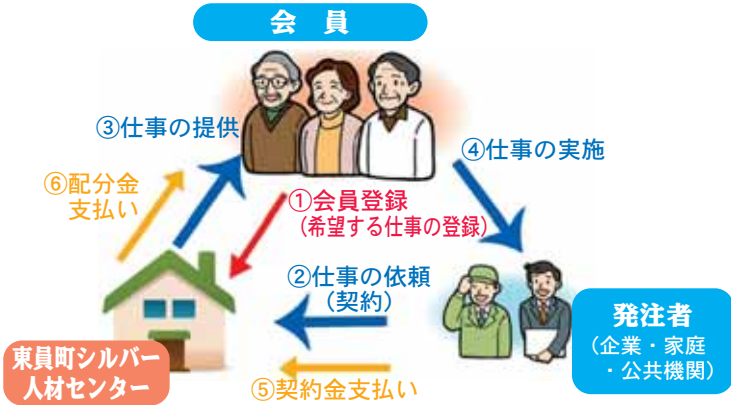 会　員
③仕事の提供
④仕事の実施
⑥配分金
支払い
①会員登録
（希望する仕事の登録）
②仕事の依頼
（契約）
発注者
（企業・家庭
・公共機関）
東員町シルバー
人材センター
⑤契約金支払い